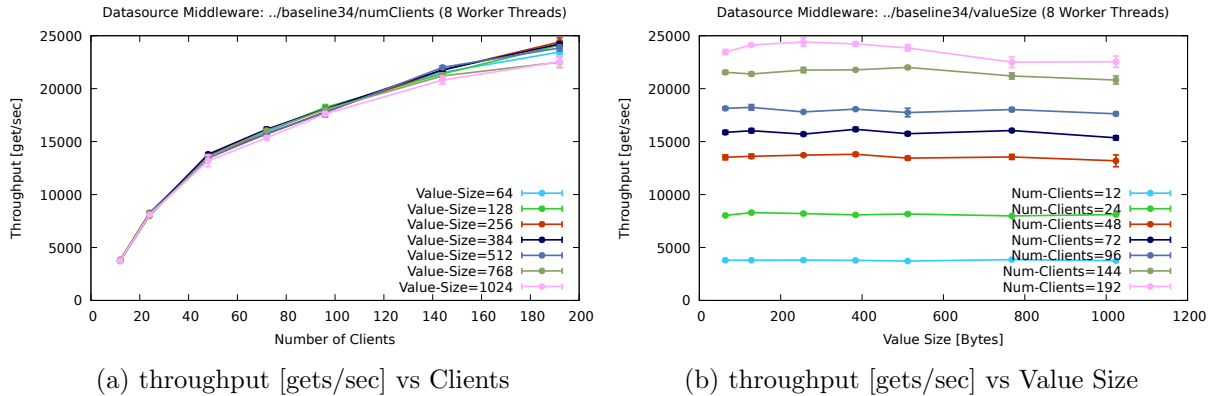 Datasource Middleware: ../baseline34/numClients (8 Worker Threads)
25000
20000
15000
10000
5000
0
Throughput [get/sec]
Value-Size=64
Value-Size=128
Value-Size=256
Value-Size=384
Value-Size=512
Value-Size=768
Value-Size=1024
0 20 40 60 80 100 120 140 160 180 200
Number of Clients
(a) throughput [gets/sec] vs Clients
Datasource Middleware: ../baseline34/valueSize (8 Worker Threads)
25000
20000
15000
10000
5000
0
Throughput [get/sec]
Num-Clients=12
Num-Clients=24
Num-Clients=48
Num-Clients=72
Num-Clients=96
Num-Clients=144
Num-Clients=192
0 200 400 600 800 1000 1200
Value Size [Bytes]
(b) throughput [gets/sec] vs Value Size